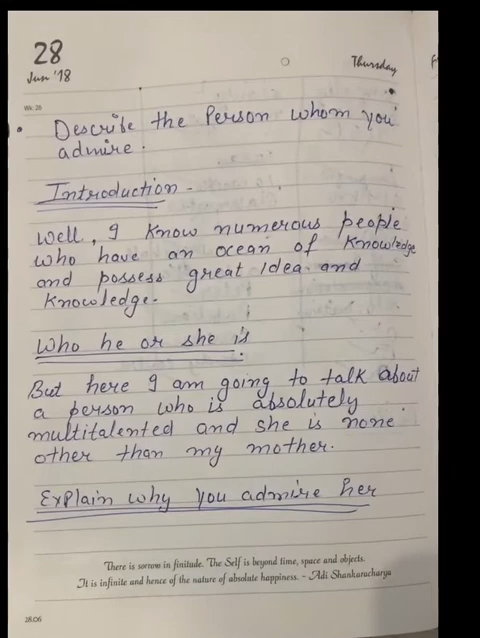 28
Jun '18
Thursday
Wk 26
Describe the Person whom you
admire.
Introduction -
Well, I know numerous people
who have an ocean of knowledge
and possess great idea and
knowledge.
Who he or she is
But here I am going to talk about
a person who is absolutely
multitalented and she is none
other than my mother.
Explain why you admire her
There is sorrow in finitude. The Self is beyond time, space and objects.
It is infinite and hence of the nature of absolute happiness. - Adi Shankaracharya
28.06